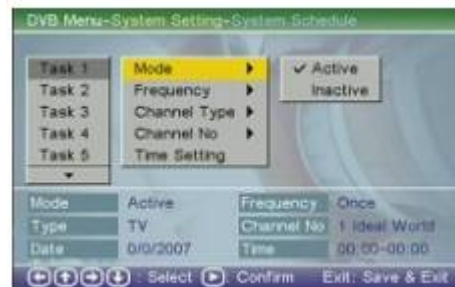 DVB Menu-System Setting-System Schedule
Task 1 Mode ✓ Active
Task 2 Frequency Inactive
Task 3 Channel Type
Task 4 Channel No
Task 5 Time Setting
Mode Active Frequency Once
Type TV Channel No 1 Ideal World
Date 0/0/2007 Time 00:00-00:00
: Select : Confirm Exit: Save & Exit